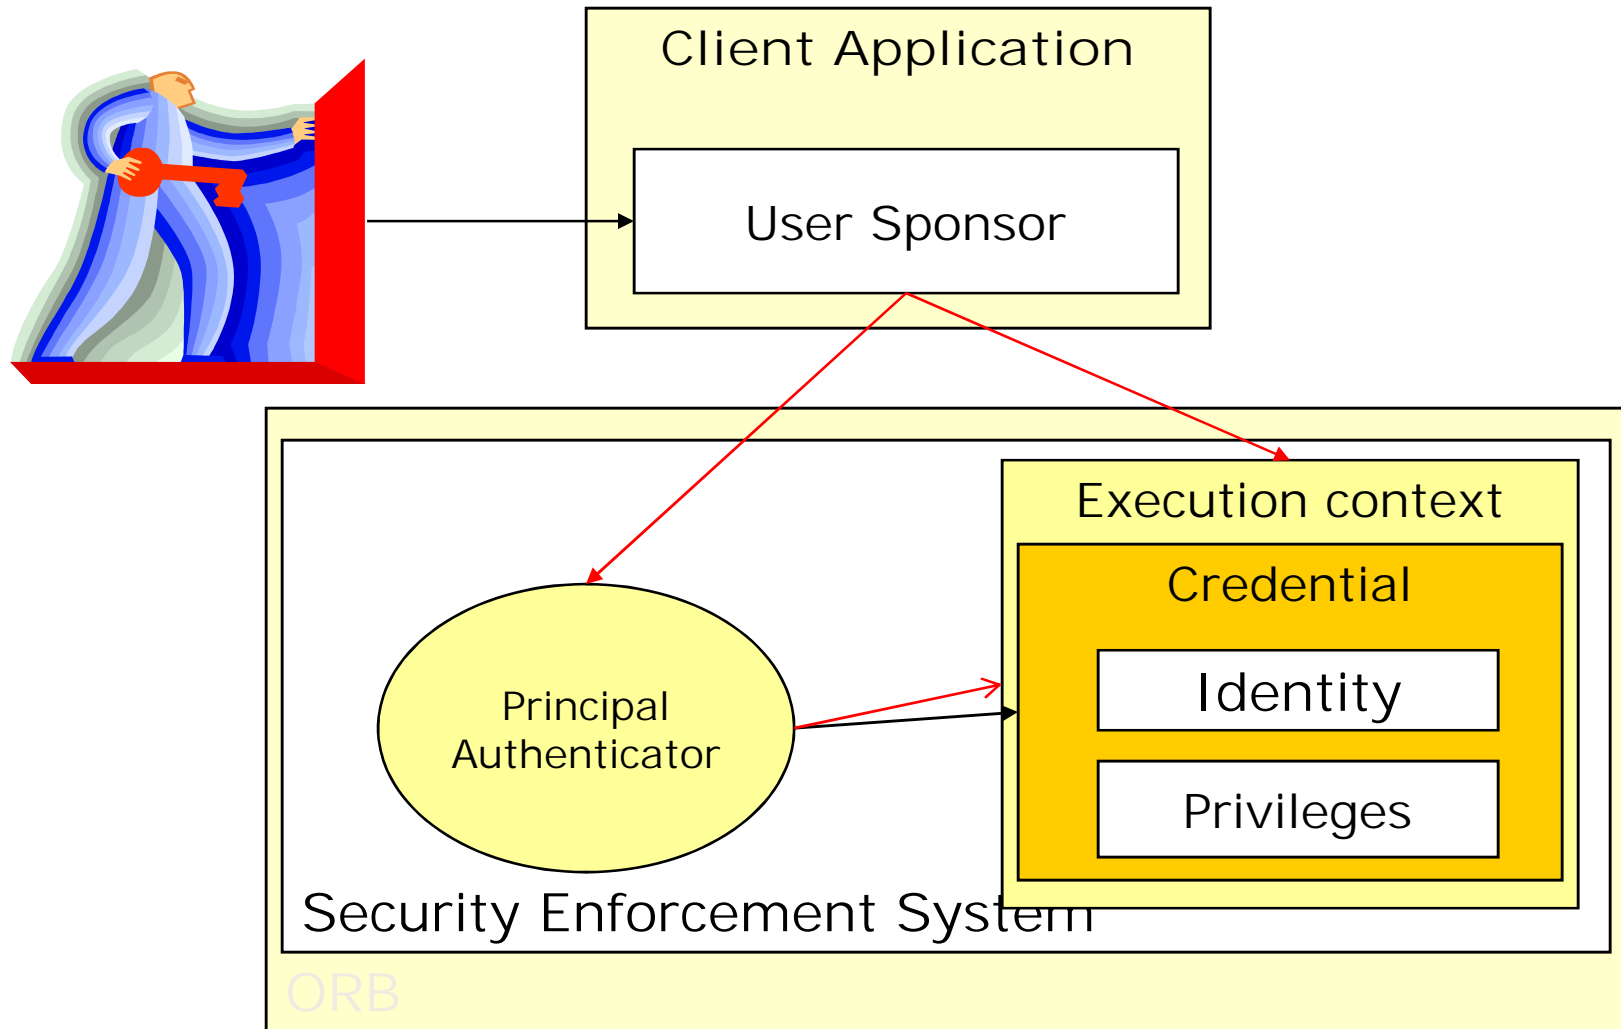 Client Application
User Sponsor
Execution context
Credential
Identity
Principal
Authenticator
Privileges
Security Enforcement System
ORB